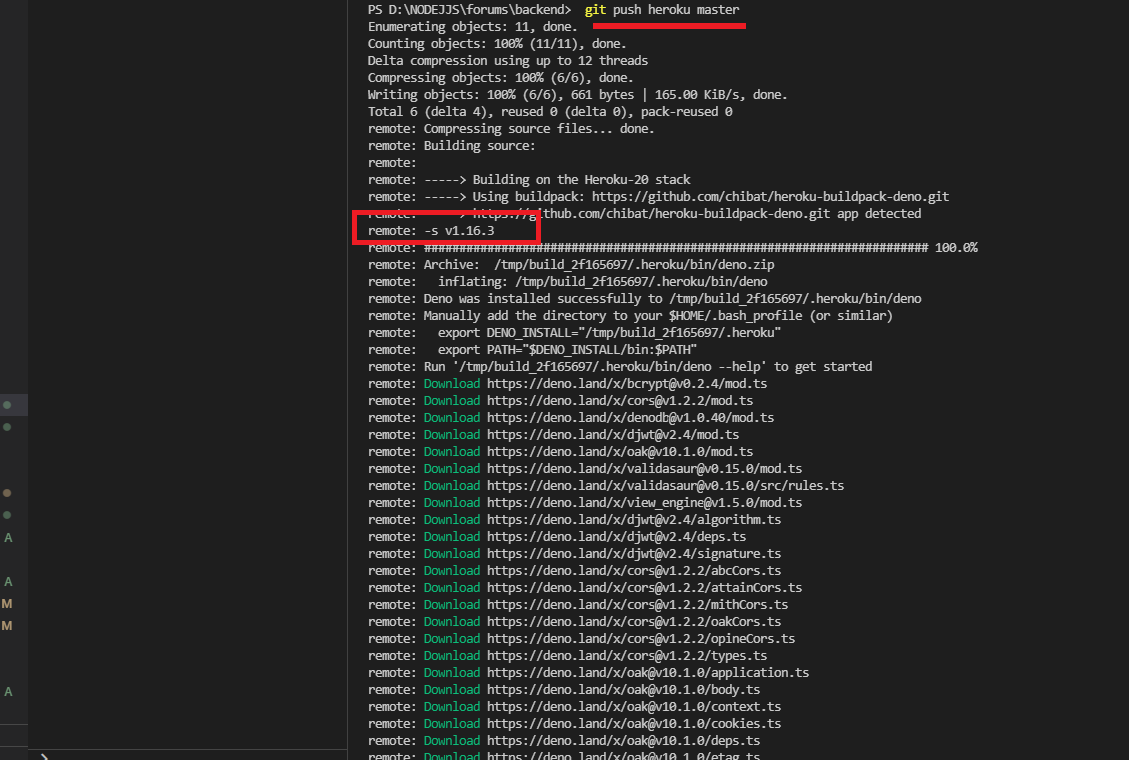 PS D:\NODEJJS\forums\backend> git push heroku master
Enumerating objects: 11, done.
Counting objects: 100% (11/11), done.
Delta compression using up to 12 threads
Compressing objects: 100% (6/6), done.
Writing objects: 100% (6/6), 661 bytes | 165.00 KiB/s, done.
Total 6 (delta 4), reused 0 (delta 0), pack-reused 0
remote: Compressing source files... done.
remote: Building source:
remote:
remote: -----> Building on the Heroku-20 stack
remote: -----> Using buildpack: https://github.com/chibat/heroku-buildpack-deno.git
remote: -----> https://github.com/chibat/heroku-buildpack-deno.git app detected
remote: -s v1.16.3
remote: ######################################################################## 100.0%
remote: Archive:  /tmp/build_2f165697/.heroku/bin/deno.zip
remote:   inflating: /tmp/build_2f165697/.heroku/bin/deno
remote: Deno was installed successfully to /tmp/build_2f165697/.heroku/bin/deno
remote: Manually add the directory to your $HOME/.bash_profile (or similar)
remote:   export DENO_INSTALL="/tmp/build_2f165697/.heroku"
remote:   export PATH="$DENO_INSTALL/bin:$PATH"
remote: Run '/tmp/build_2f165697/.heroku/bin/deno --help' to get started
remote: Download https://deno.land/x/bcrypt@v0.2.4/mod.ts
remote: Download https://deno.land/x/cors@v1.2.2/mod.ts
remote: Download https://deno.land/x/denodb@v1.0.40/mod.ts
remote: Download https://deno.land/x/djwt@v2.4/mod.ts
remote: Download https://deno.land/x/oak@v10.1.0/mod.ts
remote: Download https://deno.land/x/validasaur@v0.15.0/mod.ts
remote: Download https://deno.land/x/validasaur@v0.15.0/src/rules.ts
remote: Download https://deno.land/x/view_engine@v1.5.0/mod.ts
remote: Download https://deno.land/x/djwt@v2.4/algorithm.ts
remote: Download https://deno.land/x/djwt@v2.4/deps.ts
remote: Download https://deno.land/x/djwt@v2.4/signature.ts
remote: Download https://deno.land/x/cors@v1.2.2/abcCors.ts
remote: Download https://deno.land/x/cors@v1.2.2/attainCors.ts
remote: Download https://deno.land/x/cors@v1.2.2/mithCors.ts
remote: Download https://deno.land/x/cors@v1.2.2/oakCors.ts
remote: Download https://deno.land/x/cors@v1.2.2/opineCors.ts
remote: Download https://deno.land/x/cors@v1.2.2/types.ts
remote: Download https://deno.land/x/oak@v10.1.0/application.ts
remote: Download https://deno.land/x/oak@v10.1.0/body.ts
remote: Download https://deno.land/x/oak@v10.1.0/context.ts
remote: Download https://deno.land/x/oak@v10.1.0/cookies.ts
remote: Download https://deno.land/x/oak@v10.1.0/deps.ts
remote: Download https://deno.land/x/oak@v10.1.0/etag.ts
A
A
M
M
A